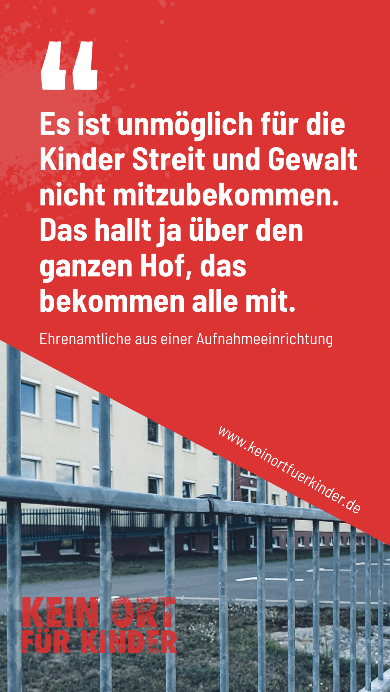 “
Es ist unmöglich für die
Kinder Streit und Gewalt
nicht mitzubekommen.
Das hallt ja über den
ganzen Hof, das
bekommen alle mit.
Ehrenamtliche aus einer Aufnahmeeinrichtung
www.keinortfuerkinder.de
KEIN ORT
FÜR KINDER